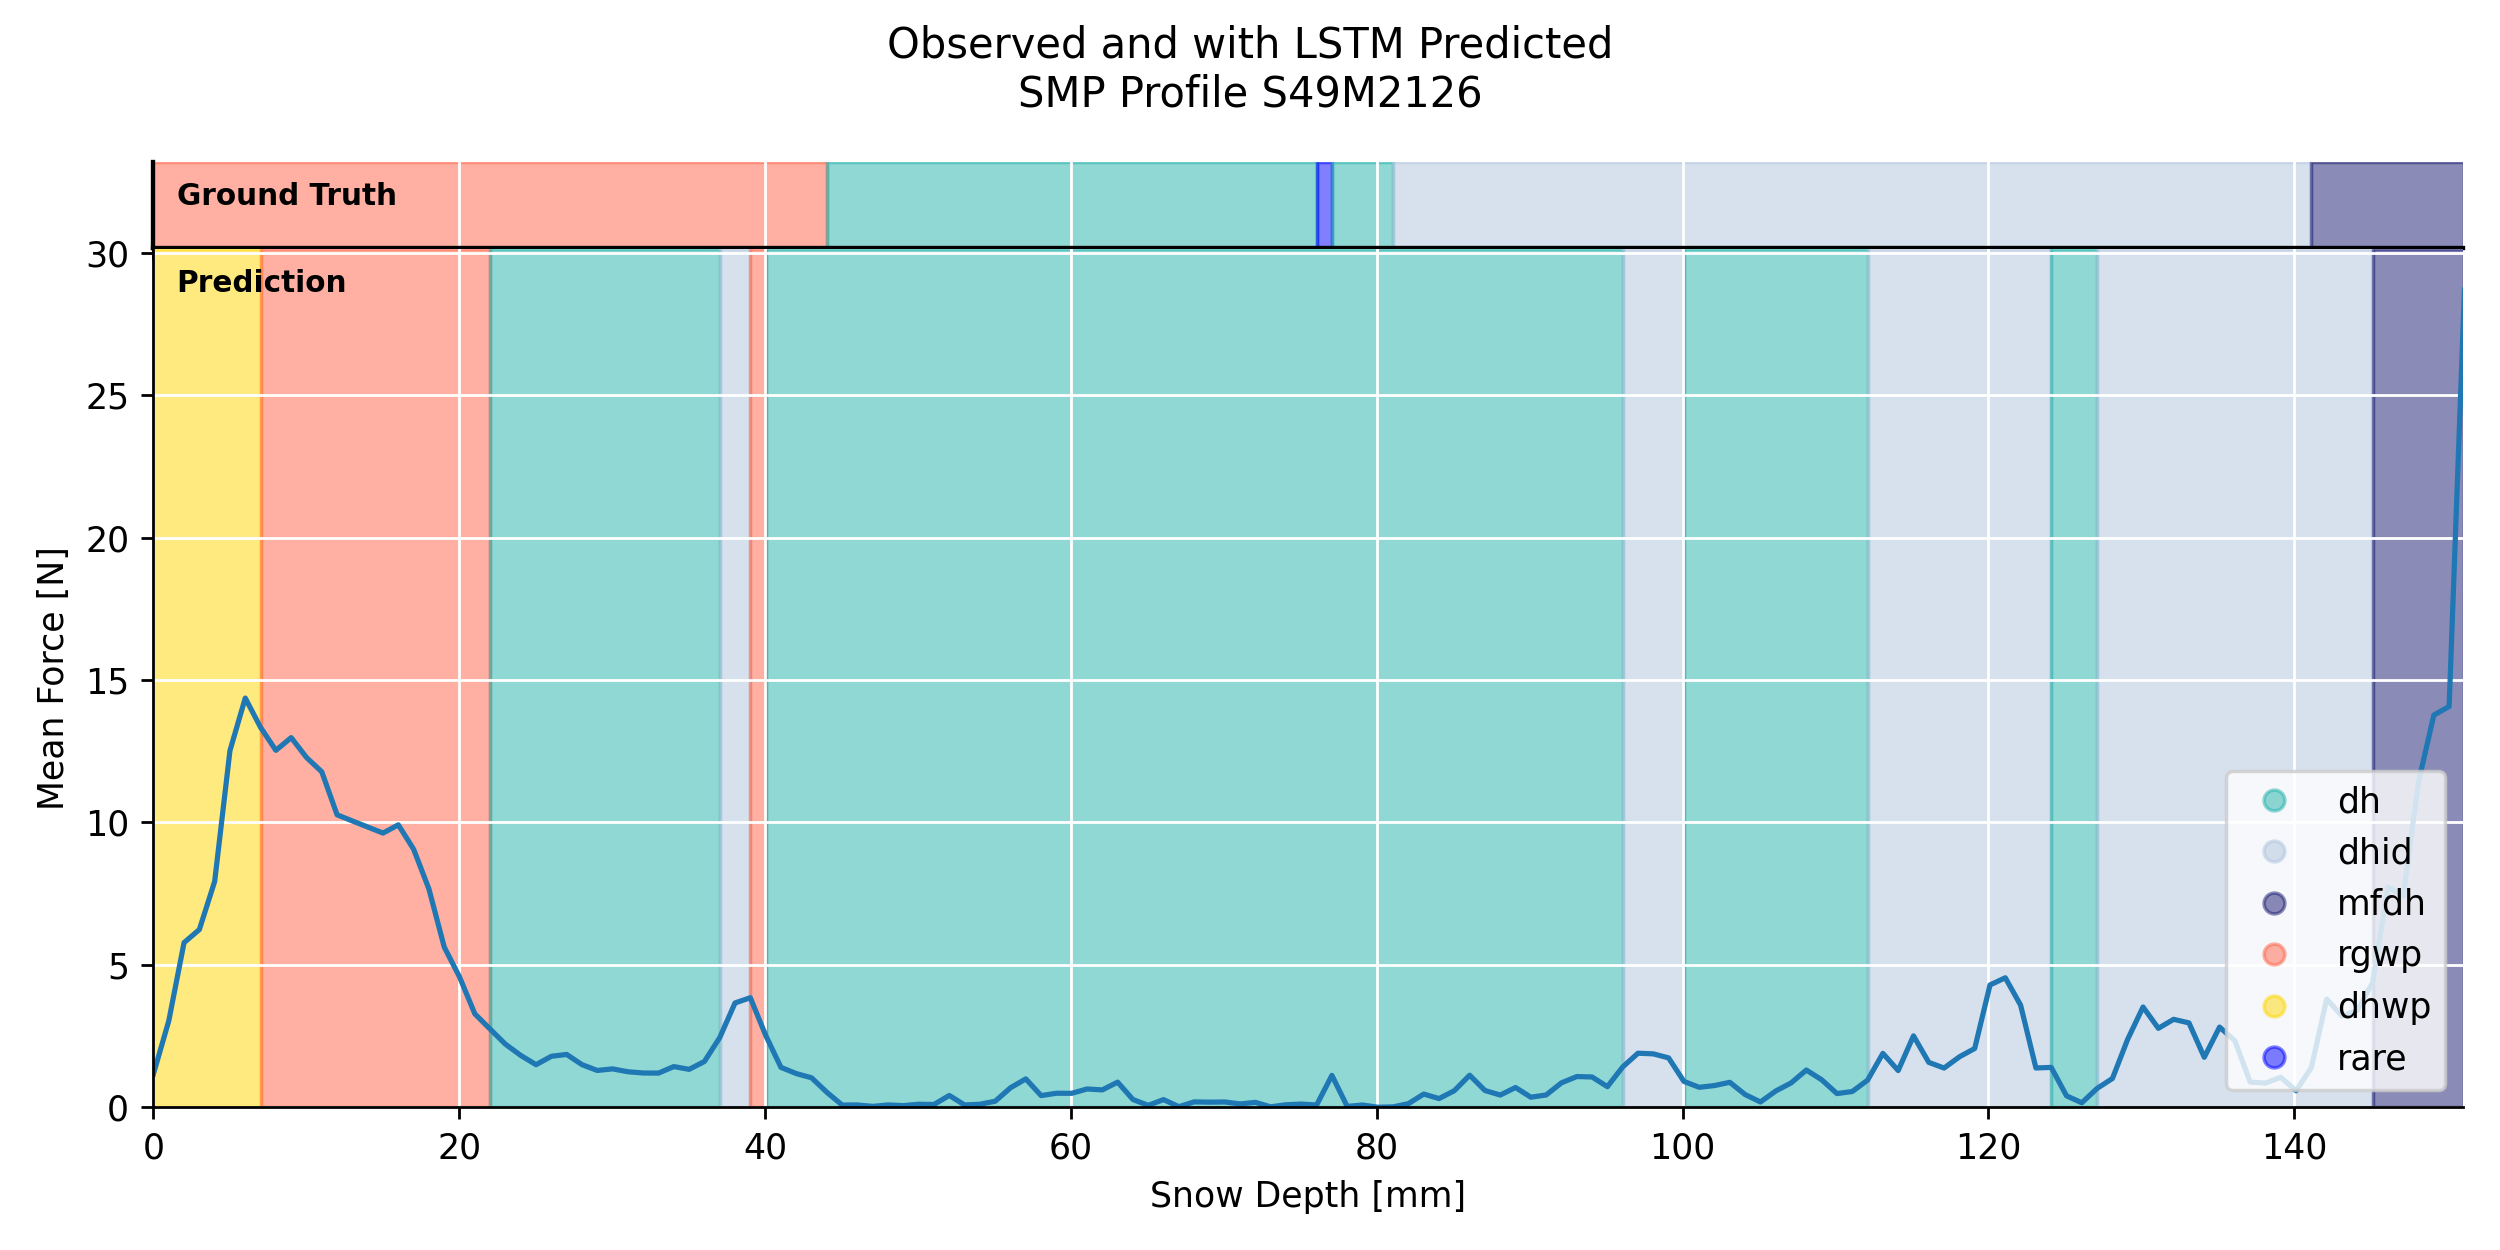 Observed and with LSTM Predicted
SMP Profile S49M2126
Ground Truth
Prediction
30
25
20
15
10
5
0
Mean Force [N]
0 20 40 60 80 100 120 140
Snow Depth [mm]
dh
dhid
mfdh
rgwp
dhwp
rare